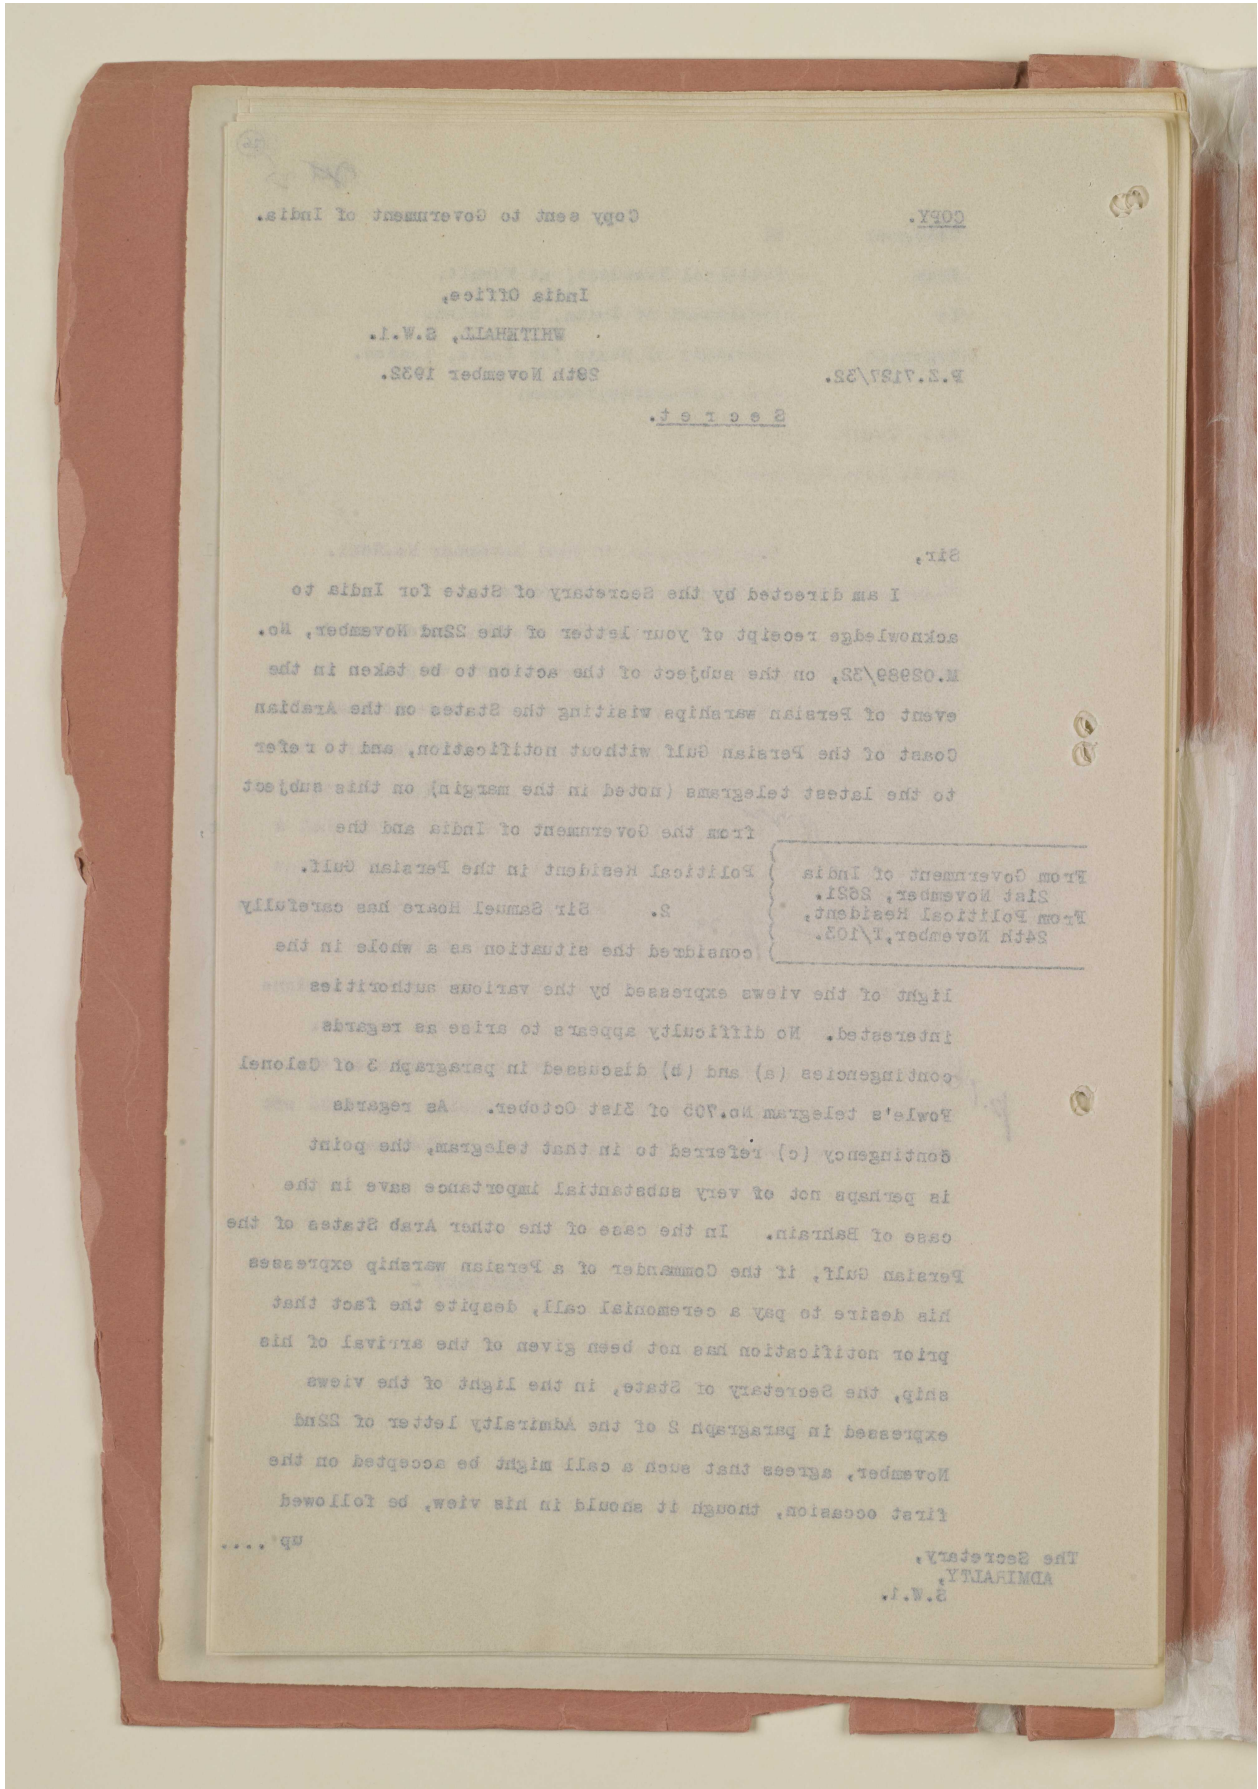 COPY. Copy sent to Government of India.
India Office,
WHITEHALL, S.W.1.
P.Z.7127/32. 29th November 1932.
Secret.
Sir,
I am directed by the Secretary of State for India to
acknowledge receipt of your letter of the 22nd November, No.
M.02989/32, on the subject of the action to be taken in the
event of Persian warships visiting the States on the Arabian
Coast of the Persian Gulf without notification, and to refer
to the latest telegrams (noted in the margin) on this subject
from the Government of India and the
Political Resident in the Persian Gulf.
From Government of India
21st November, 2621.
From Political Resident,
24th November, T/103.
2. Sir Samuel Hoare has carefully
considred the situation as a whole in the
light of the views expressed by the various authorities
interested. No difficulty appears to arise as regards
contingencies (a) and (b) discussed in paragraph 3 of Colonel
Fowle's telegram No.705 of 31st October. As regards
contingency (c) referred to in that telegram, the point
is perhaps not of very substantial importance save in the
case of Bahrain. In the case of the other Arab States of the
Persian Gulf, if the Commander of a Persian warship expresses
his desire to pay a ceremonial call, despite the fact that
prior notification has not been given of the arrival of his
ship, the Secretary of State, in the light of the views
expressed in paragraph 2 of the Admiralty letter of 22nd
November, agrees that such a call might be accepted on the
first occasion, though it should in his view, be followed
up ....
The Secretary,
ADMIRALTY,
S.W.1.